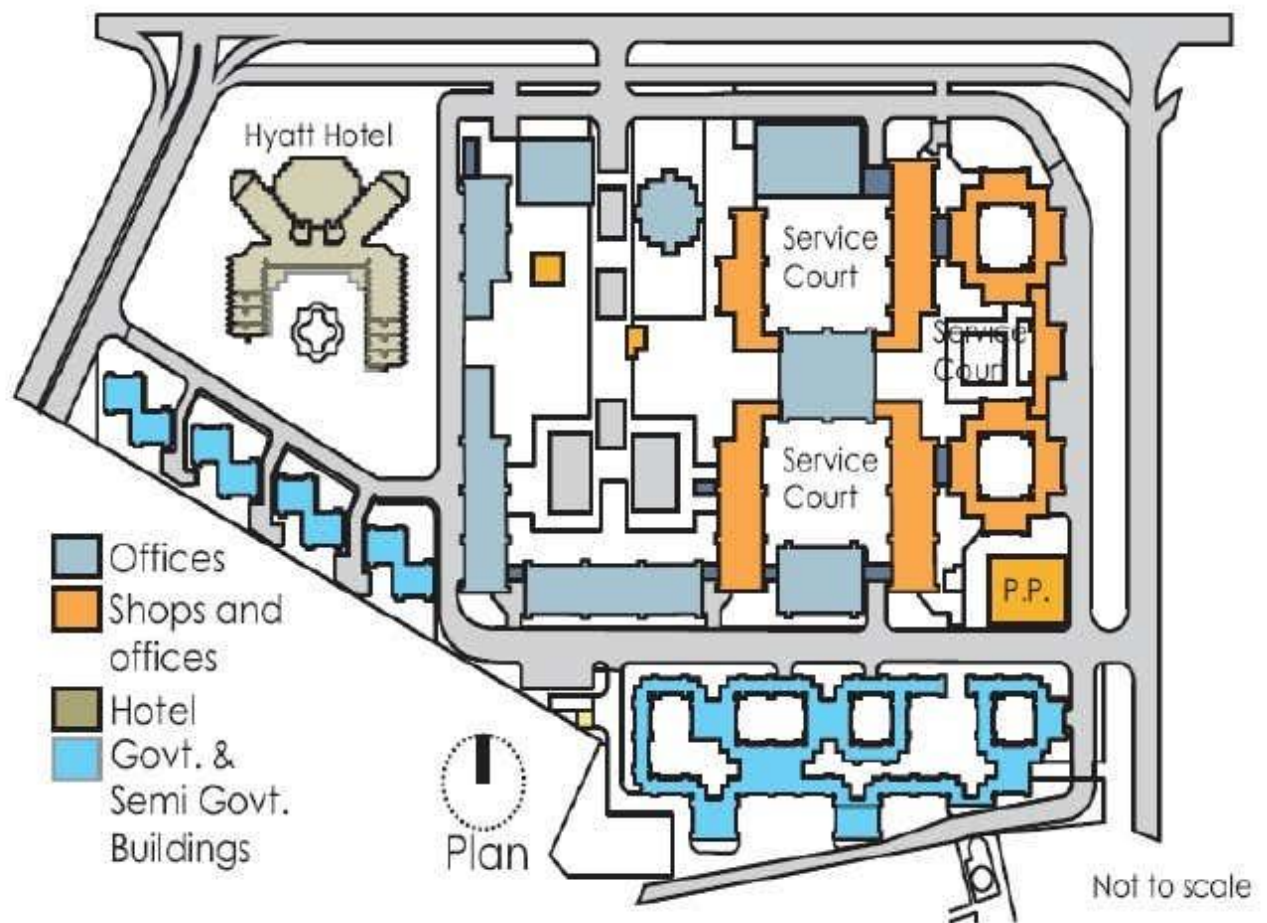 Hyatt Hotel
Service
Court
Service
Court
Service
Court
P.P.
Offices
Shops and
offices
Hotel
Govt. &
Semi Govt.
Buildings
Plan
Not to scale